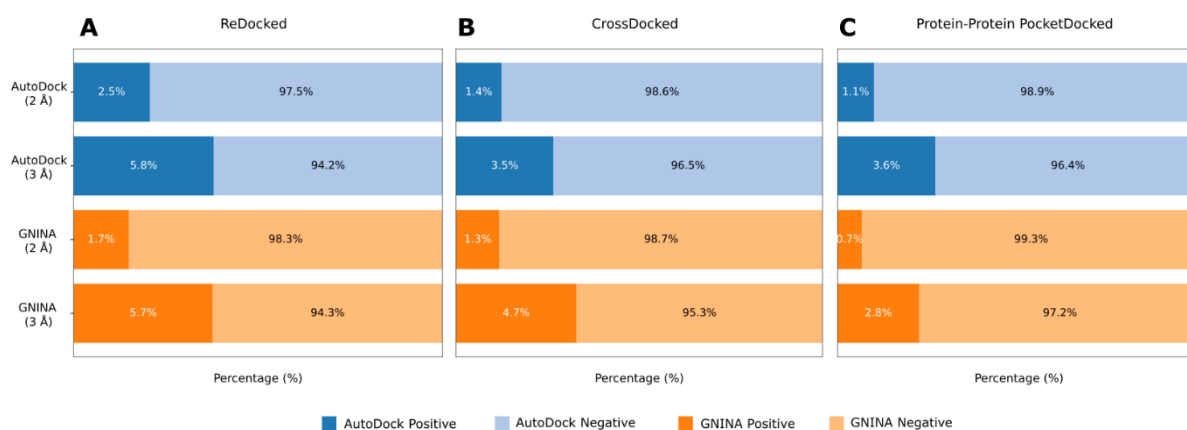 A
ReDocked
B
CrossDocked
C
Protein-Protein PocketDocked
AutoDock
(2 Å)
2.5%
97.5%
1.4%
98.6%
1.1%
98.9%
AutoDock
(3 Å)
5.8%
94.2%
3.5%
96.5%
3.6%
96.4%
GNINA
(2 Å)
1.7%
98.3%
1.3%
98.7%
0.7%
99.3%
GNINA
(3 Å)
5.7%
94.3%
4.7%
95.3%
2.8%
97.2%
Percentage (%)
Percentage (%)
Percentage (%)
AutoDock Positive
AutoDock Negative
GNINA Positive
GNINA Negative